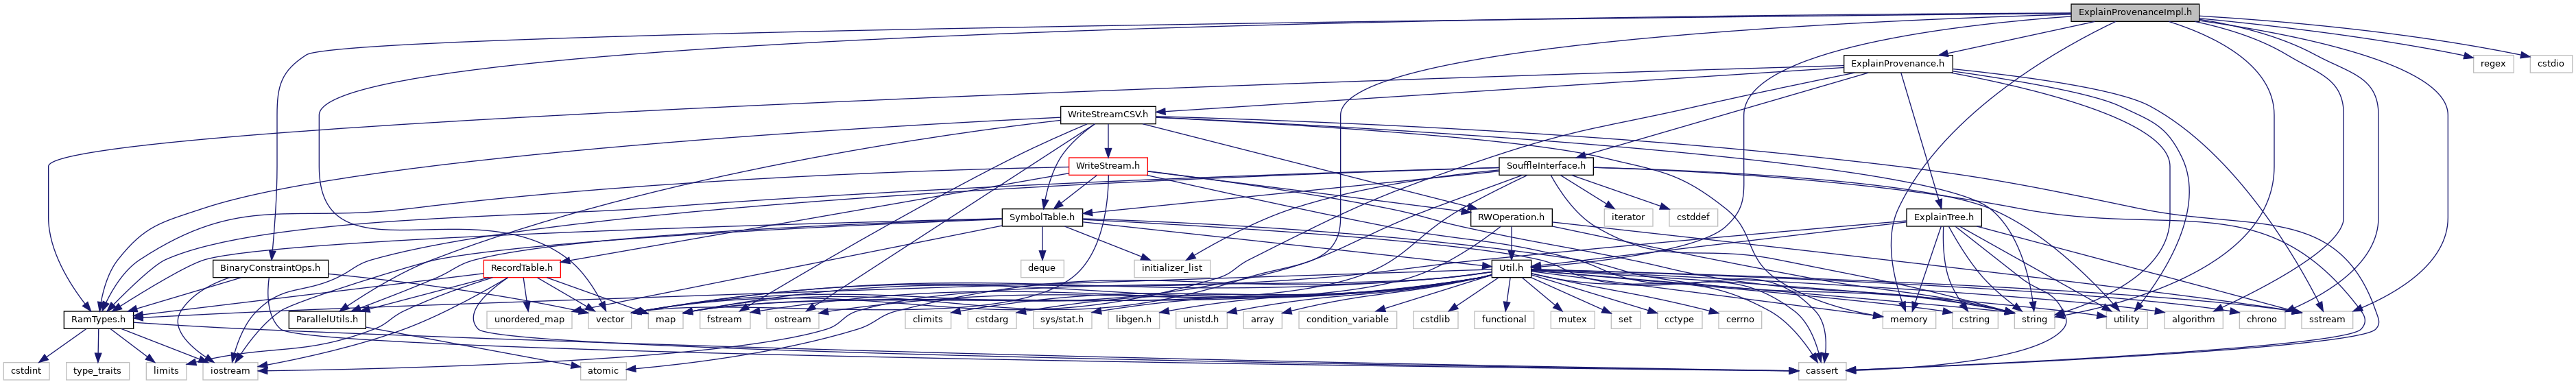 ExplainProvenanceImpl.h
ExplainProvenance.h
regex
cstdio
WriteStreamCSV.h
WriteStream.h
SouffleInterface.h
SymbolTable.h
RWOperation.h
iterator
cstddef
ExplainTree.h
BinaryConstraintOps.h
RecordTable.h
deque
initializer_list
Util.h
RamTypes.h
ParallelUtils.h
unordered_map
vector
map
fstream
ostream
climits
cstdarg
sys/stat.h
libgen.h
unistd.h
array
condition_variable
cstdlib
functional
mutex
set
cctype
cerrno
memory
cstring
string
utility
algorithm
chrono
sstream
cstdint
type_traits
limits
iostream
atomic
cassert